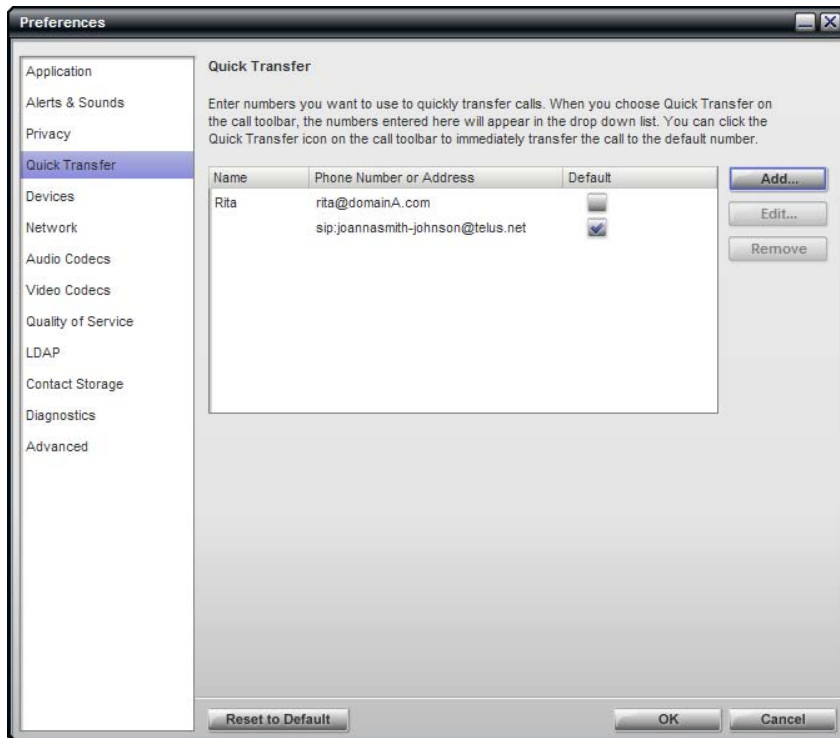 Preferences
Application
Alerts & Sounds
Privacy
Quick Transfer
Devices
Network
Audio Codecs
Video Codecs
Quality of Service
LDAP
Contact Storage
Diagnostics
Advanced
Quick Transfer
Enter numbers you want to use to quickly transfer calls. When you choose Quick Transfer on
the call toolbar, the numbers entered here will appear in the drop down list. You can click the
Quick Transfer icon on the call toolbar to immediately transfer the call to the default number.
Name Phone Number or Address Default
Rita rita@domainA.com
sip:joannasmith-johnson@telus.net
Add...
Edit...
Remove
Reset to Default OK Cancel